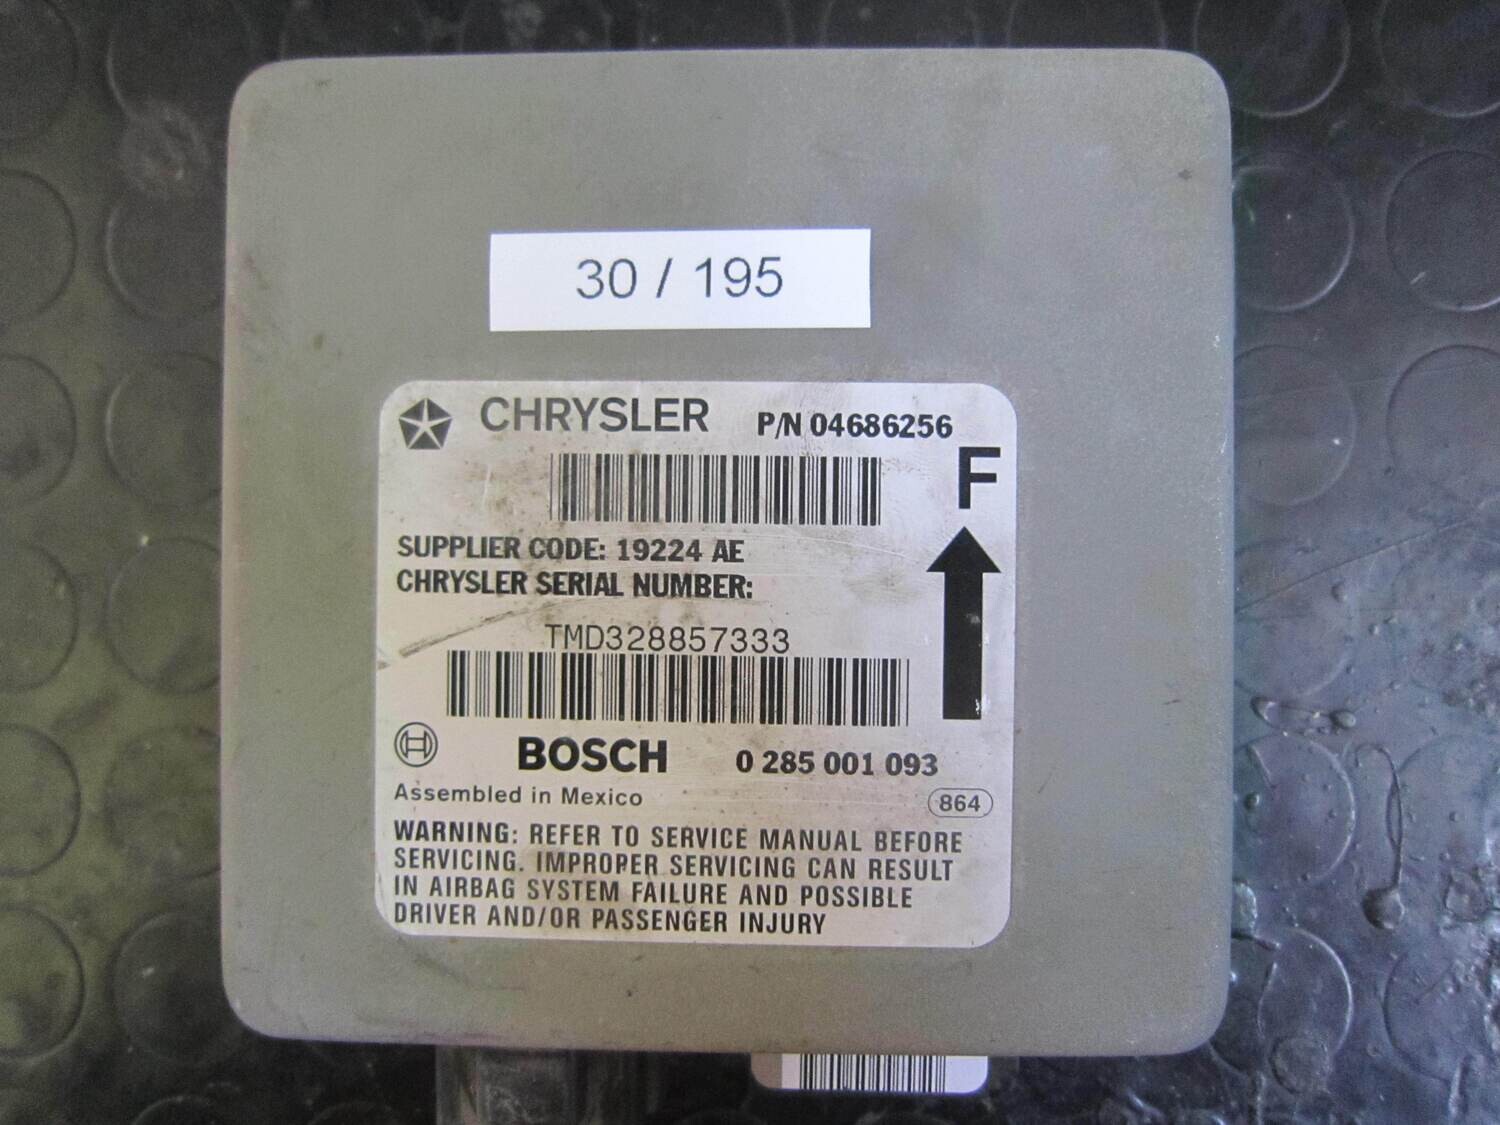 30 / 195
CHRYSLER P/N 04686256
F
SUPPLIER CODE: 19224 AE
CHRYSLER SERIAL NUMBER:
TMD328857333
BOSCH 0 285 001 093
Assembled in Mexico 864
WARNING: REFER TO SERVICE MANUAL BEFORE
SERVICING. IMPROPER SERVICING CAN RESULT
IN AIRBAG SYSTEM FAILURE AND POSSIBLE
DRIVER AND/OR PASSENGER INJURY